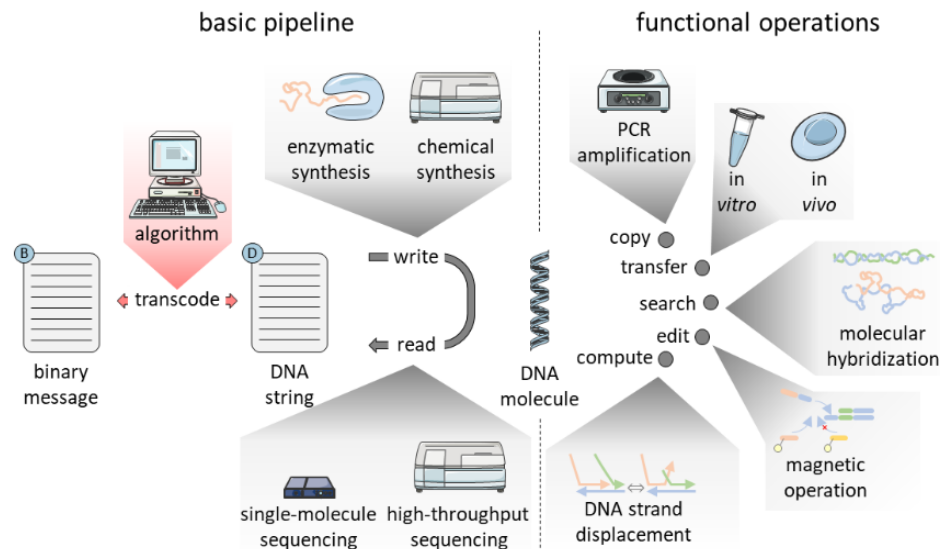 basic pipeline
functional operations
enzymatic
synthesis
chemical
synthesis
PCR
amplification
in
vitro
in
vivo
algorithm
B
D
transcode
write
read
binary
message
DNA
string
DNA
molecule
copy
transfer
search
edit
compute
molecular
hybridization
magnetic
operation
single-molecule
sequencing
high-throughput
sequencing
DNA strand
displacement